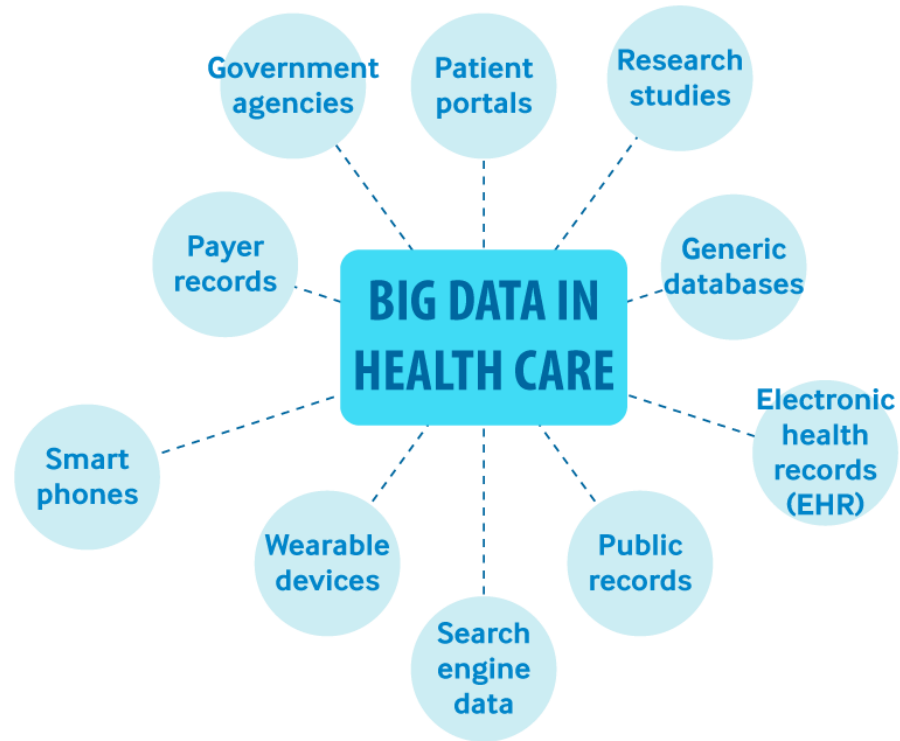 Government
agencies
Patient
portals
Research
studies
Payer
records
BIG DATA IN
HEALTH CARE
Generic
databases
Smart
phones
Electronic
health
records
(EHR)
Wearable
devices
Public
records
Search
engine
data